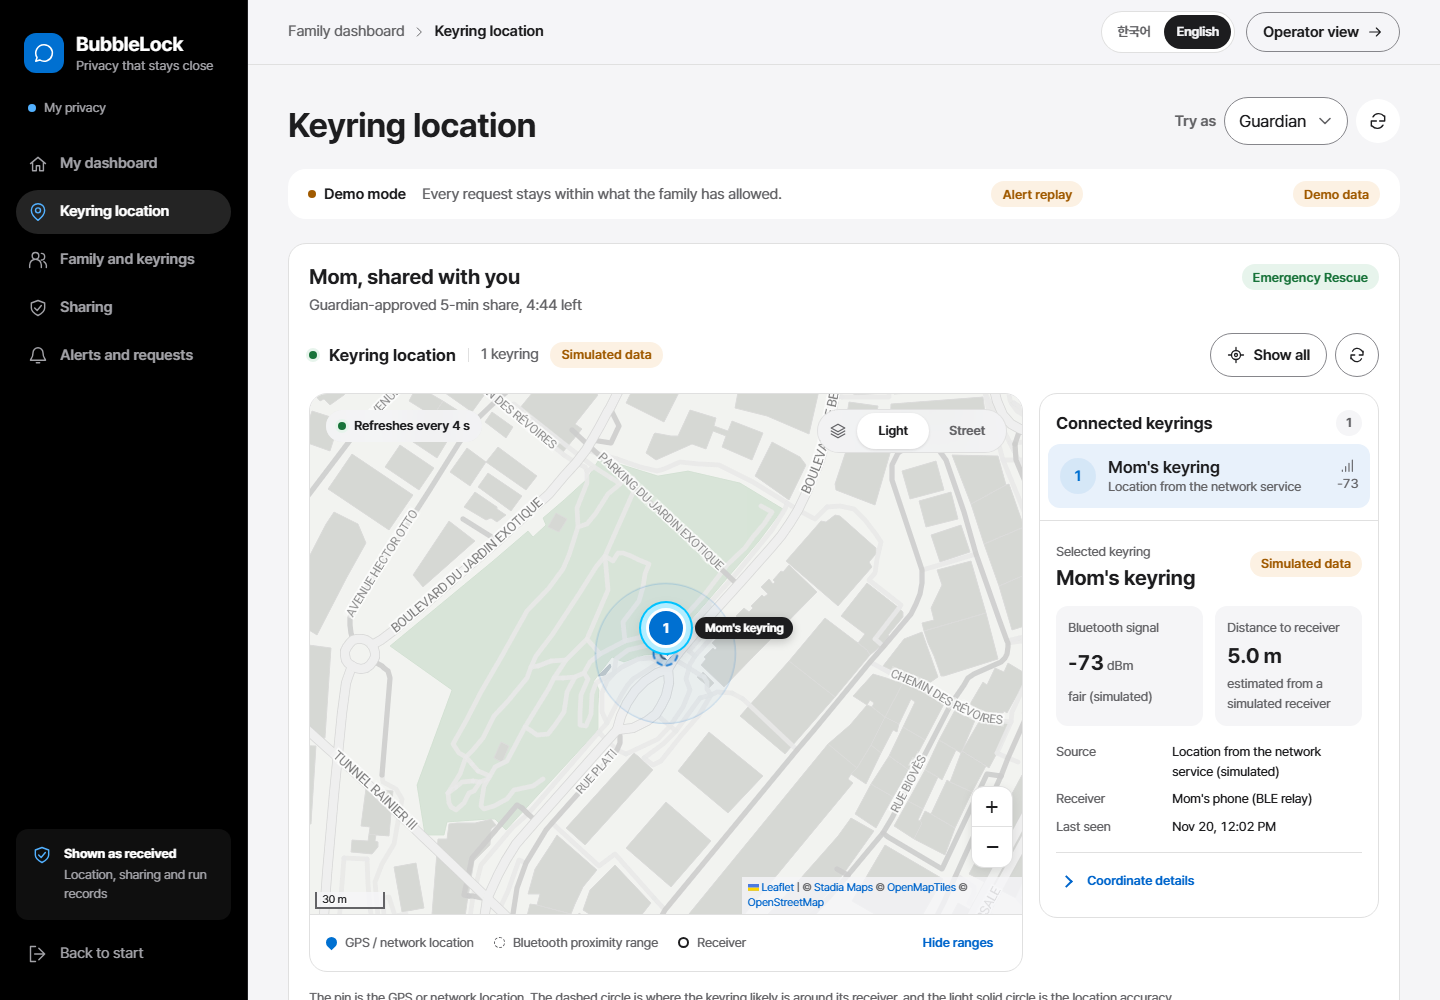 BubbleLock
Privacy that stays close
My privacy
My dashboard
Keyring location
Family and keyrings
Sharing
Alerts and requests
Shown as received
Location, sharing and run
records
Back to start
Family dashboard
Keyring location
한국어
English
Operator view
Keyring location
Try as
Guardian
Demo mode
Every request stays within what the family has allowed.
Alert replay
Demo data
Mom, shared with you
Guardian-approved 5-min share, 4:44 left
Emergency Rescue
Keyring location
1 keyring
Simulated data
Show all
Refreshes every 4 s
Light
Street
PARKING DU JARDIN EXOTIQUE
AVENUE HECTOR OTTO
BOULEVARD DU JARDIN EXOTIQUE
1
Mom's keyring
CHEMIN DES RÉVOIRES
TUNNEL RAINIER III
RUE PLATI
RUE BIOVÈS
+
−
30 m
Leaflet | © Stadia Maps © OpenMapTiles ©
OpenStreetMap
GPS / network location
Bluetooth proximity range
Receiver
Hide ranges
Connected keyrings
1
1
Mom's keyring
Location from the network service
-73
Selected keyring
Mom's keyring
Simulated data
Bluetooth signal
-73 dBm
fair (simulated)
Distance to receiver
5.0 m
estimated from a
simulated receiver
Source
Location from the network
service (simulated)
Receiver
Mom's phone (BLE relay)
Last seen
Nov 20, 12:02 PM
Coordinate details
The pin is the GPS or network location. The dashed circle is where the keyring likely is around its receiver, and the light solid circle is the location accuracy.